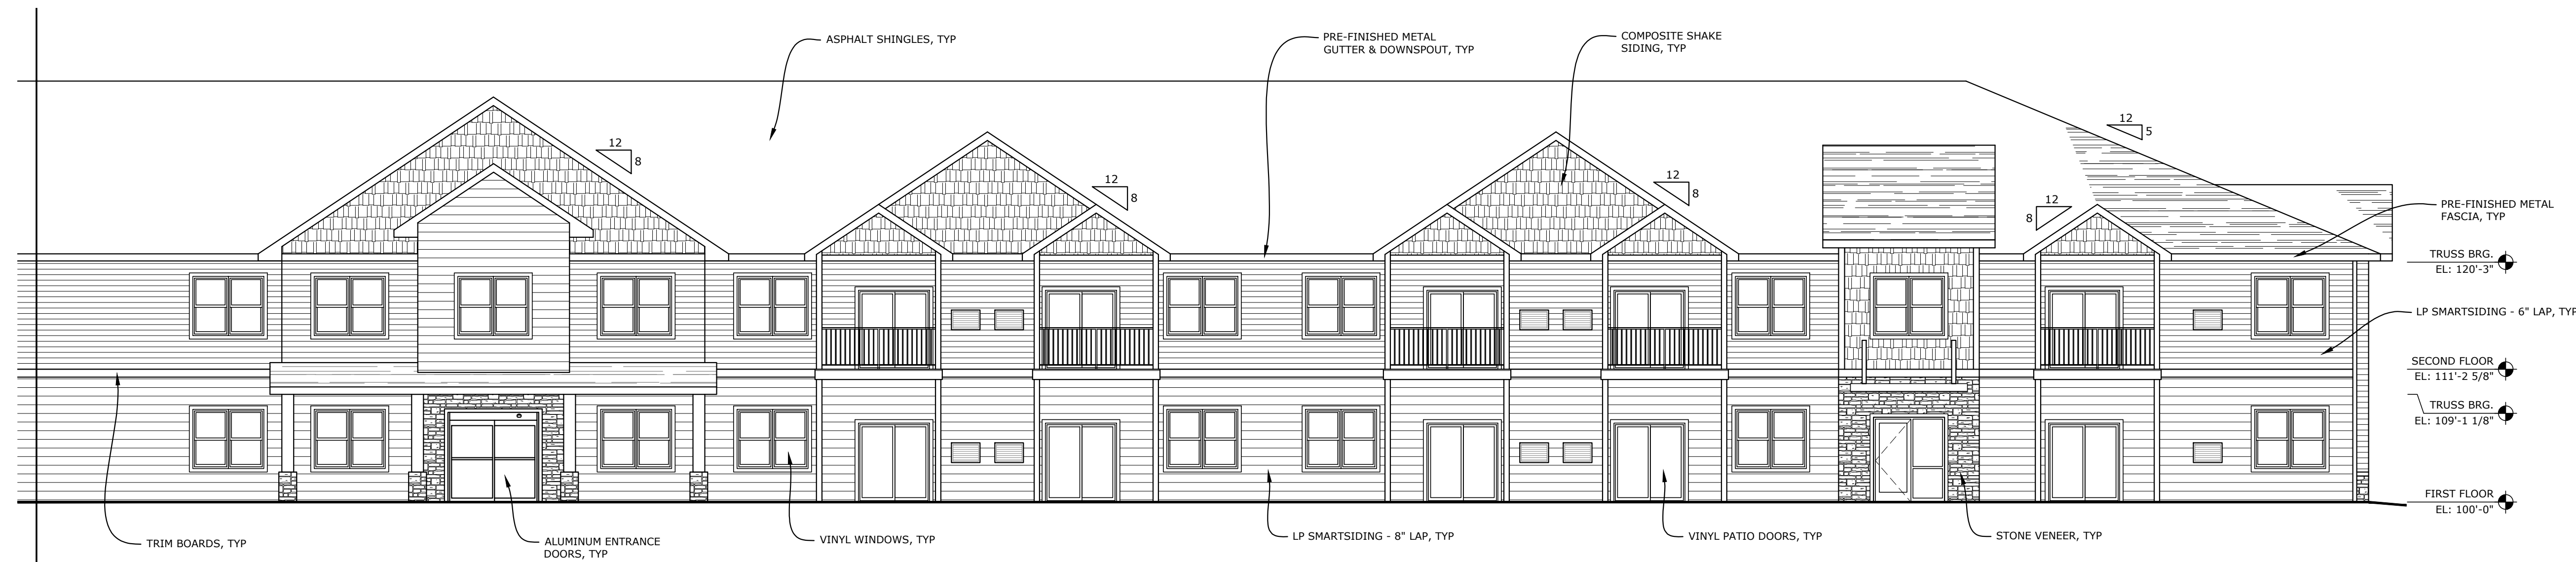 ASPHALT SHINGLES, TYP
PRE-FINISHED METAL
GUTTER & DOWNSPOUT, TYP
COMPOSITE SHAKE
SIDING, TYP
12
8
12
8
12
8
12
5
12
8
PRE-FINISHED METAL
FASCIA, TYP
TRUSS BRG.
EL: 120'-3"
LP SMARTSIDING - 6" LAP, TYP
SECOND FLOOR
EL: 111'-2 5/8"
TRUSS BRG.
EL: 109'-1 1/8"
FIRST FLOOR
EL: 100'-0"
TRIM BOARDS, TYP
ALUMINUM ENTRANCE
DOORS, TYP
VINYL WINDOWS, TYP
LP SMARTSIDING - 8" LAP, TYP
VINYL PATIO DOORS, TYP
STONE VENEER, TYP